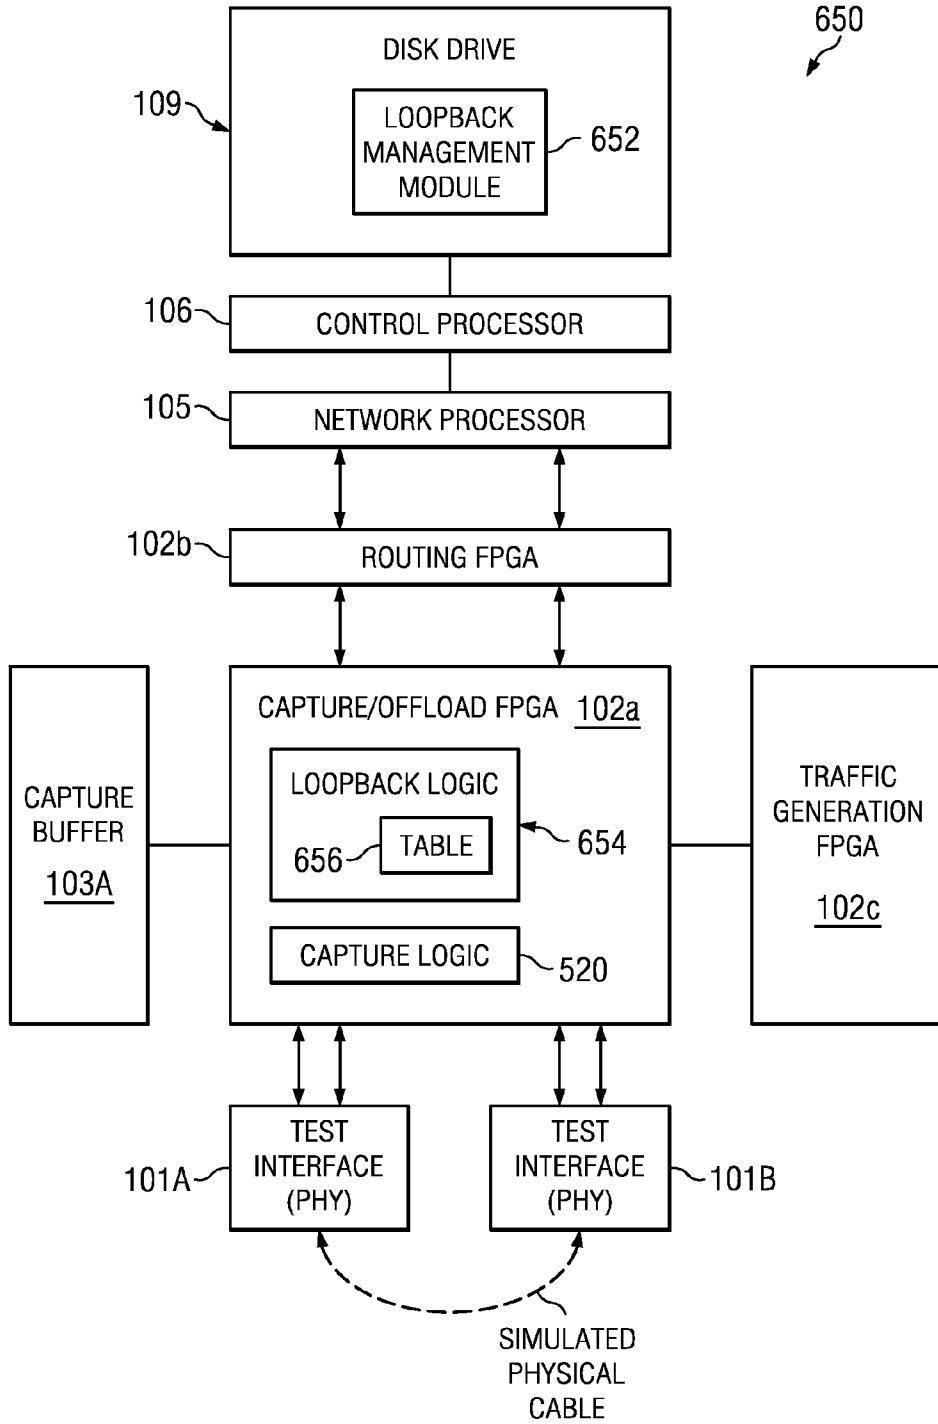 650
DISK DRIVE
109
LOOPBACK
MANAGEMENT
MODULE
652
106
CONTROL PROCESSOR
105
NETWORK PROCESSOR
102b
ROUTING FPGA
CAPTURE/OFFLOAD FPGA 102a
LOOPBACK LOGIC
656
TABLE
654
CAPTURE LOGIC
520
CAPTURE
BUFFER
103A
TRAFFIC
GENERATION
FPGA
102c
TEST
INTERFACE
(PHY)
101A
TEST
INTERFACE
(PHY)
101B
SIMULATED
PHYSICAL
CABLE